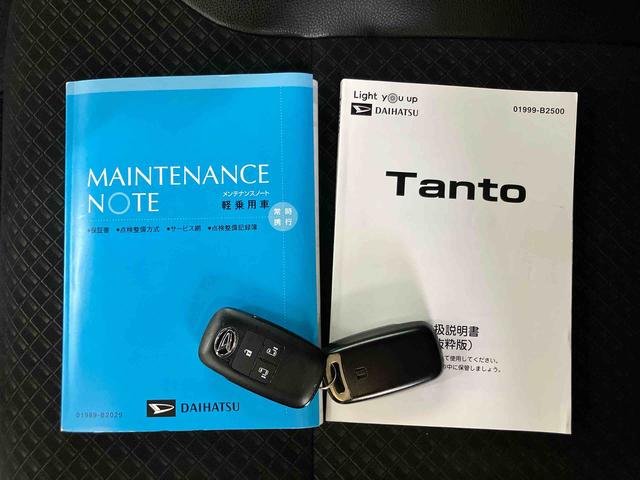 MAINTENANCE
NOTE
メンテナンスノート
軽乗用車
常時
携行
●保証書 ●点検整備方式 ●サービス網 ●点検整備記録簿
01989-B2029
DAIHATSU
Light you up
DAIHATSU
01999-B2500
Tanto
扱説明書
抜粋版）
て使用してください。
の中に保管しましょう。